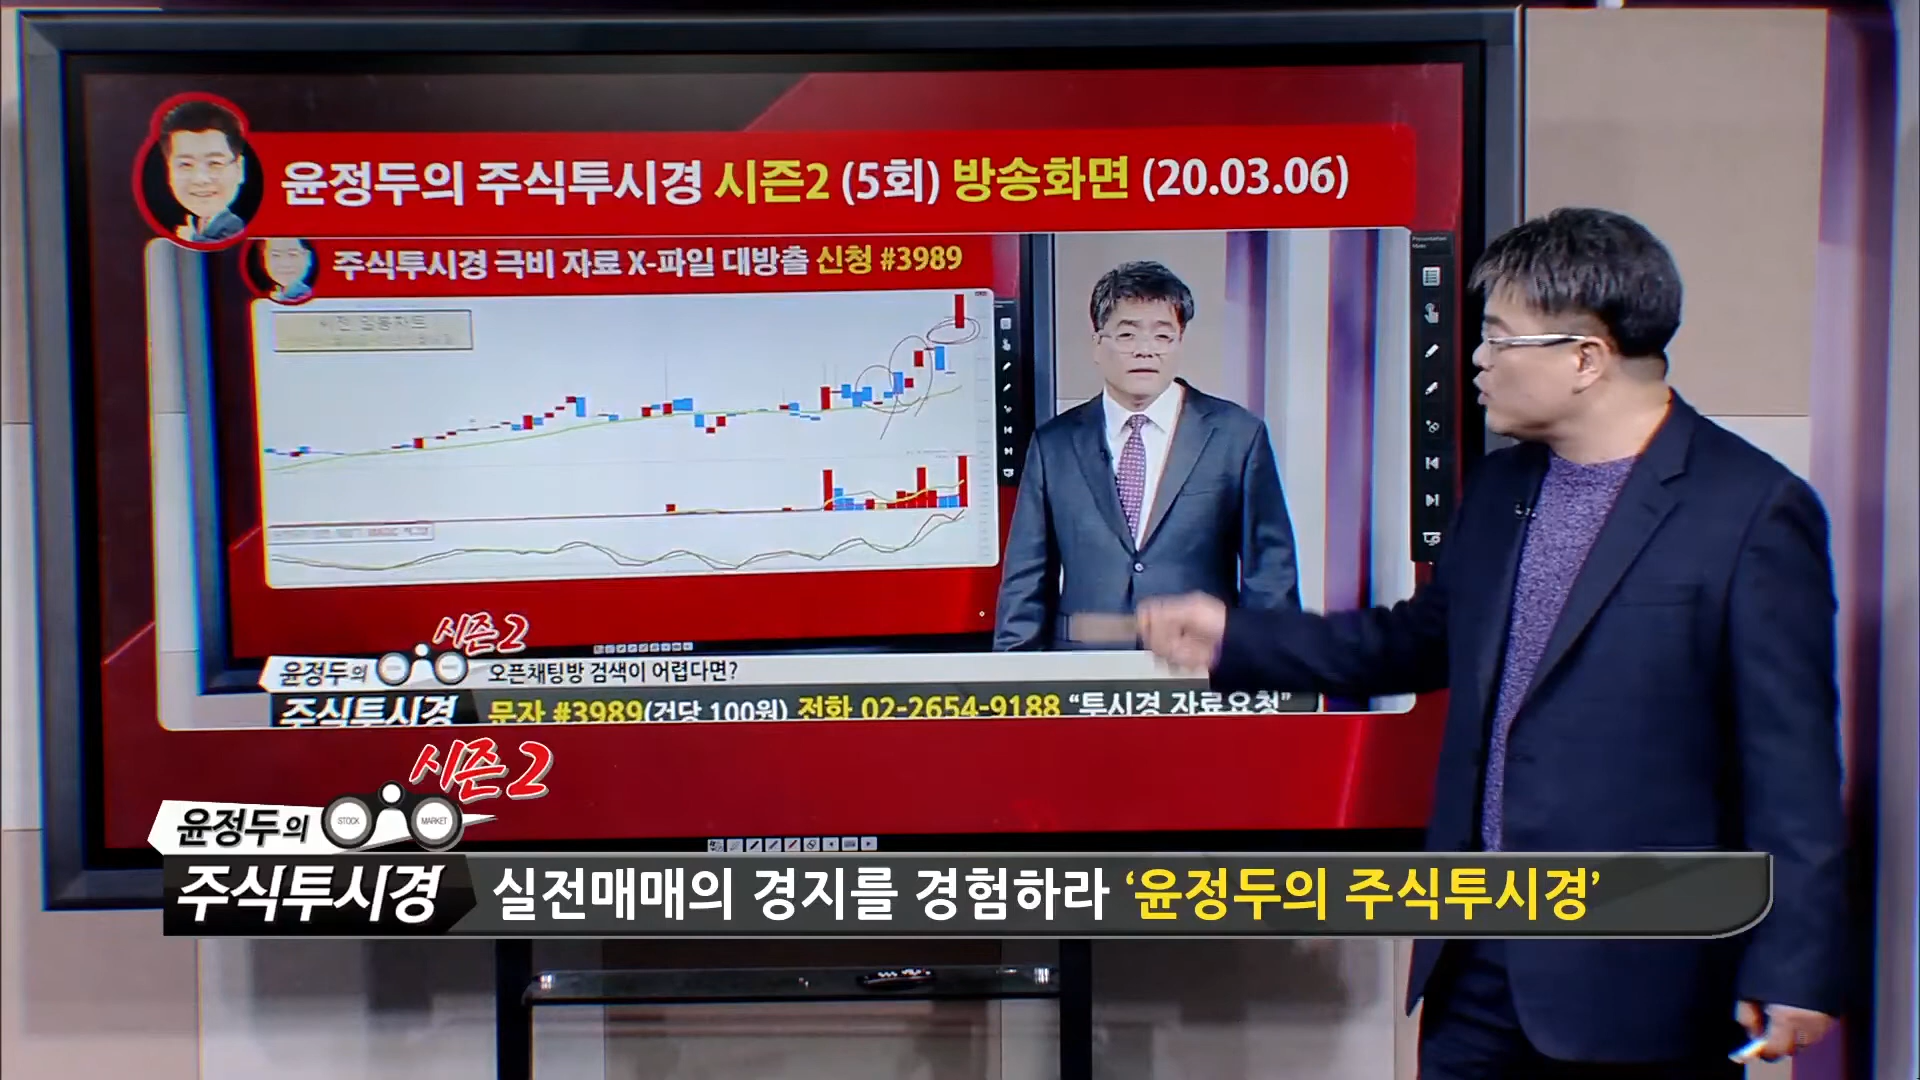 윤정두의 주식투시경 시즌2 (5회) 방송화면 (20.03.06)
주식투시경 극비 자료 X-파일 대방출 신청 #3989
시즌2
윤정두의
오픈채팅방 검색이 어렵다면?
주식투시경
문자 #3989(건당 100원) 전화 02-2654-9188 “투시경 자료요청”
시즌2
윤정두의
STOCK MARKET
주식투시경
실전매매의 경지를 경험하라 ‘윤정두의 주식투시경’